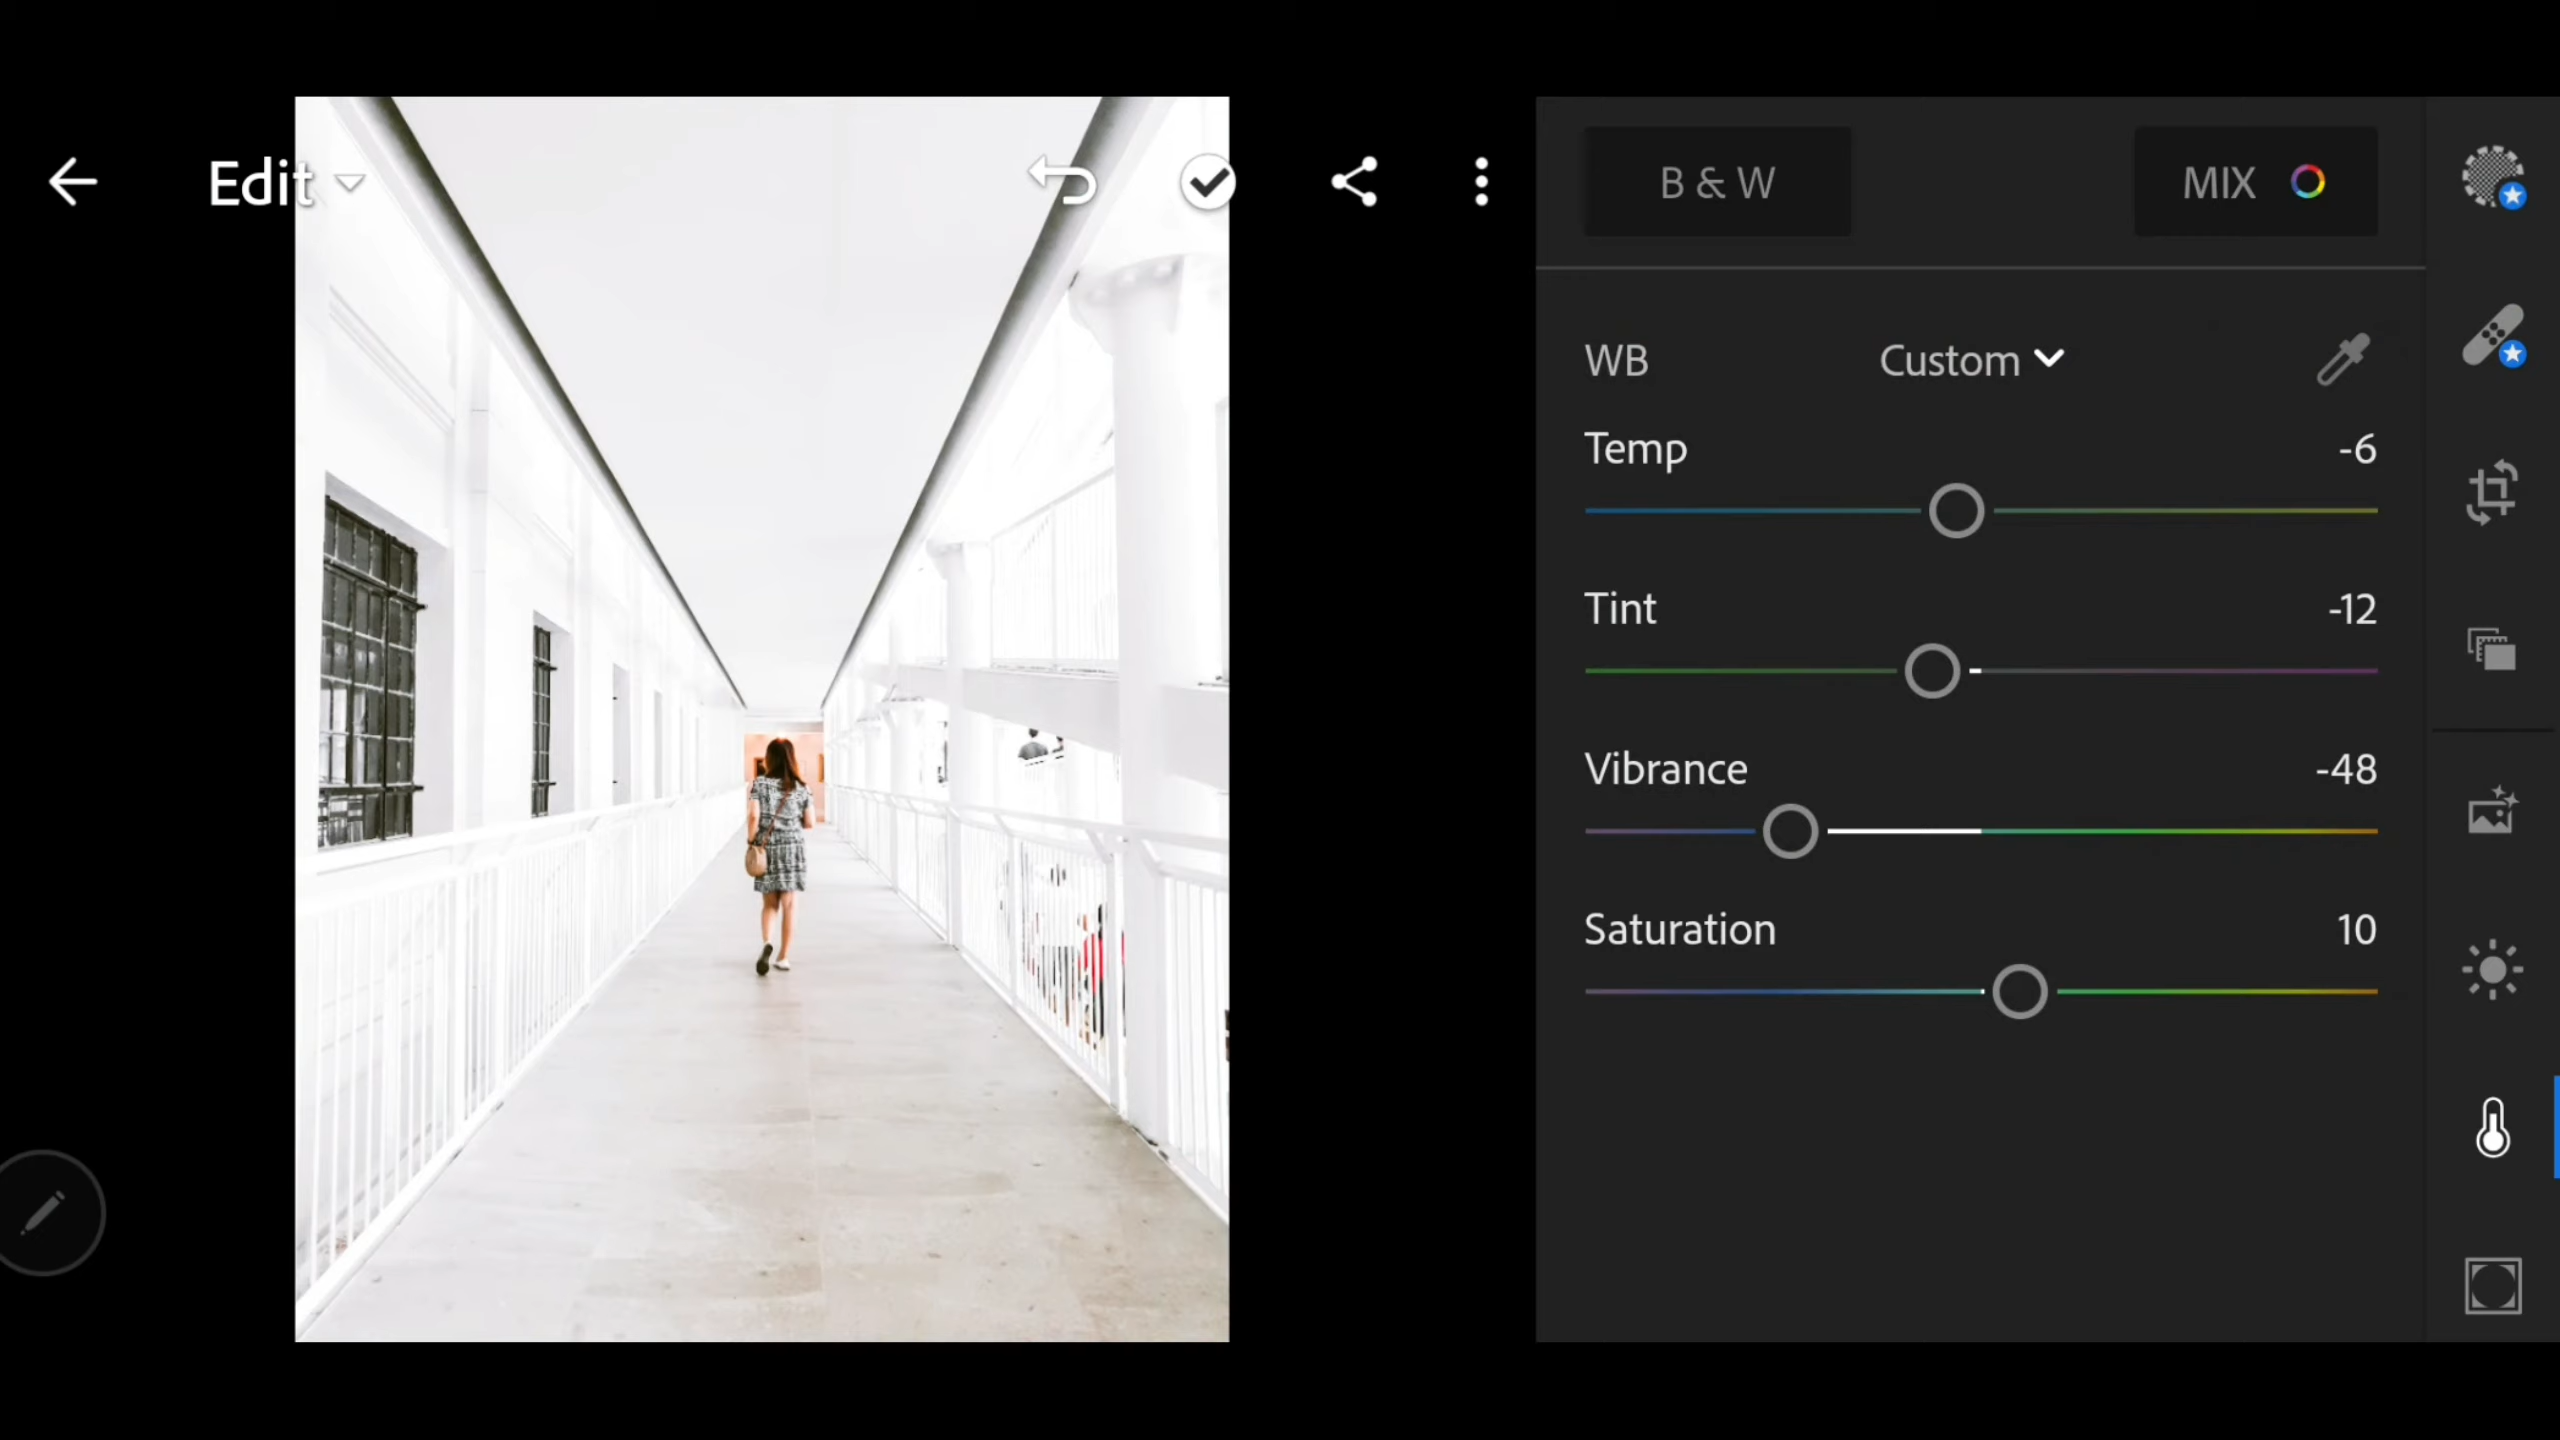 Edit
B & W
MIX
WB
Custom
Temp
-6
Tint
-12
Vibrance
-48
Saturation
10